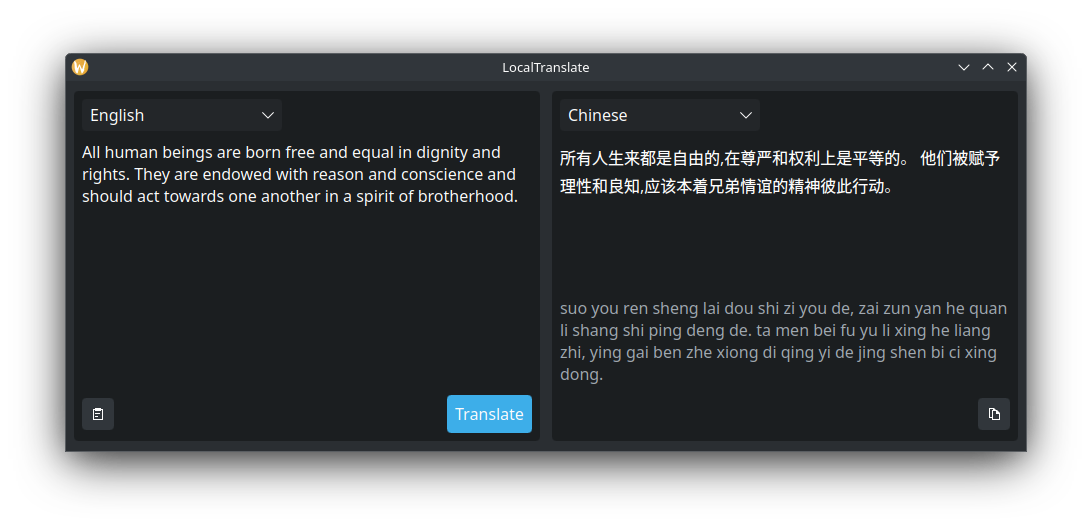 LocalTranslate
English
All human beings are born free and equal in dignity and
rights. They are endowed with reason and conscience and
should act towards one another in a spirit of brotherhood.
Translate
Chinese
所有人生来都是自由的,在尊严和权利上是平等的。 他们被赋予
理性和良知,应该本着兄弟情谊的精神彼此行动。
suo you ren sheng lai dou shi zi you de, zai zun yan he quan
li shang shi ping deng de. ta men bei fu yu li xing he liang
zhi, ying gai ben zhe xiong di qing yi de jing shen bi ci xing
dong.